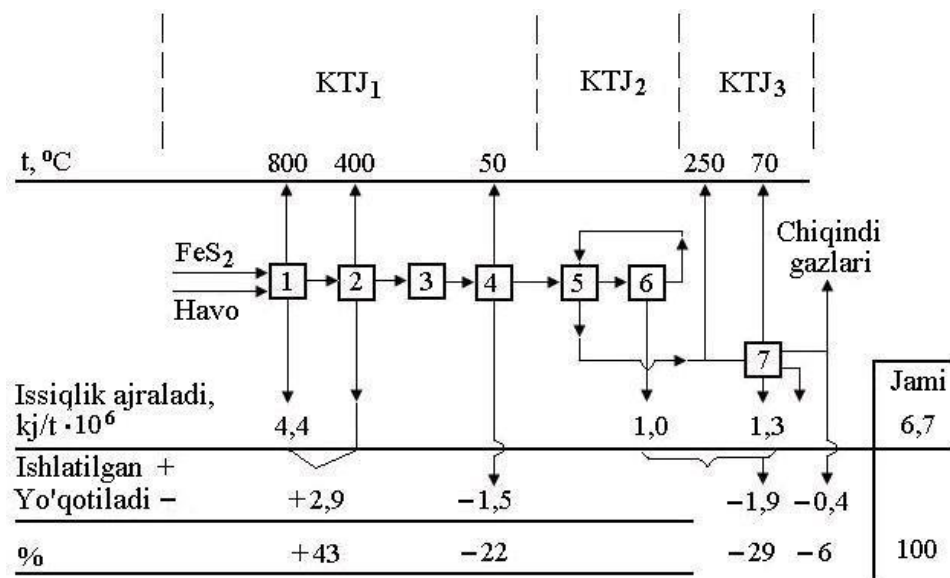 KTJ₁ KTJ₂ KTJ₃
t, ⁰C 800 400 50 250 70
FeS₂
Havo
1 2 3 4 5 6
Chiqindi
gazlari
7
Issiqlik ajraladi,
kj/t · 10⁶ 4,4 1,0 1,3
Jami
6,7
Ishlatilgan +
Yo'qotiladi − +2,9 −1,5 −1,9 −0,4
% +43 −22 −29 −6 100